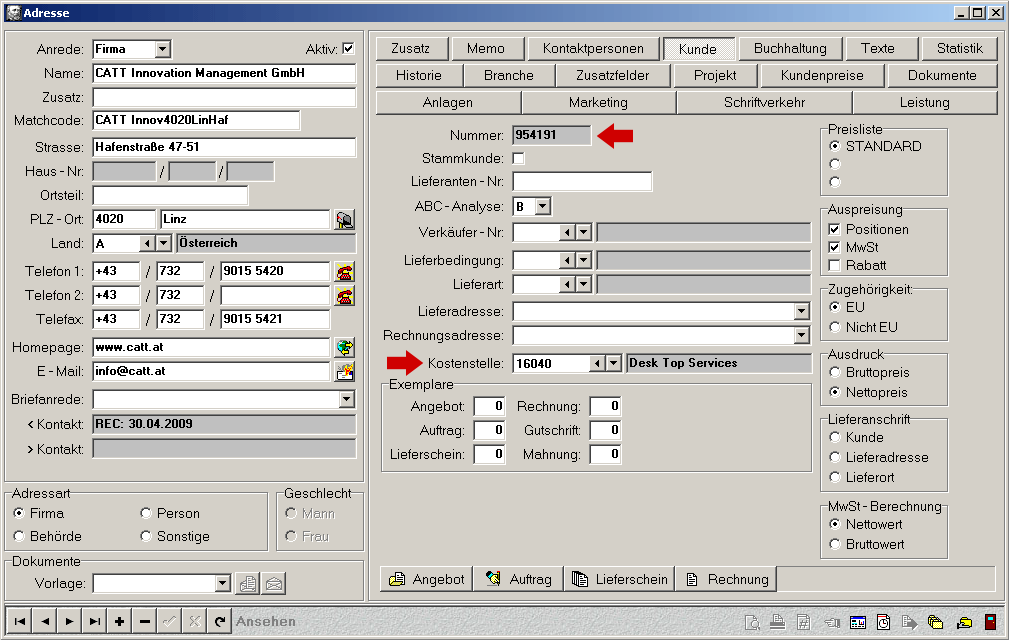 Adresse
Anrede: Firma Aktiv:
Name: CATT Innovation Management GmbH
Zusatz:
Matchcode: CATT Innov4020LinHaf
Strasse: Hafenstraße 47-51
Haus - Nr: / /
Ortsteil:
PLZ - Ort: 4020 Linz
Land: A Österreich
Telefon 1: +43 / 732 / 9015 5420
Telefon 2: +43 / 732 /
Telefax: +43 / 732 / 9015 5421
Homepage: www.catt.at
E - Mail: info@catt.at
Briefanrede:
< Kontakt: REC: 30.04.2009
> Kontakt:
Adressart
Firma Person
Behörde Sonstige
Geschlecht
Mann
Frau
Dokumente
Vorlage:
Zusatz Memo Kontaktpersonen Kunde Buchhaltung Texte Statistik
Historie Branche Zusatzfelder Projekt Kundenpreise Dokumente
Anlagen Marketing Schriftverkehr Leistung
Nummer: 954191
Stammkunde:
Lieferanten - Nr:
ABC - Analyse: B
Verkäufer - Nr:
Lieferbedingung:
Lieferart:
Lieferadresse:
Rechnungsadresse:
Kostenstelle: 16040 Desk Top Services
Exemplare
Angebot: 0 Rechnung: 0
Auftrag: 0 Gutschrift: 0
Lieferschein: 0 Mahnung: 0
Preisliste
STANDARD
Auspreisung
Positionen
MwSt
Rabatt
Zugehörigkeit:
EU
Nicht EU
Ausdruck
Bruttopreis
Nettopreis
Lieferanschrift
Kunde
Lieferadresse
Lieferort
MwSt - Berechnung
Nettowert
Bruttowert
Angebot Auftrag Lieferschein Rechnung
Ansehen